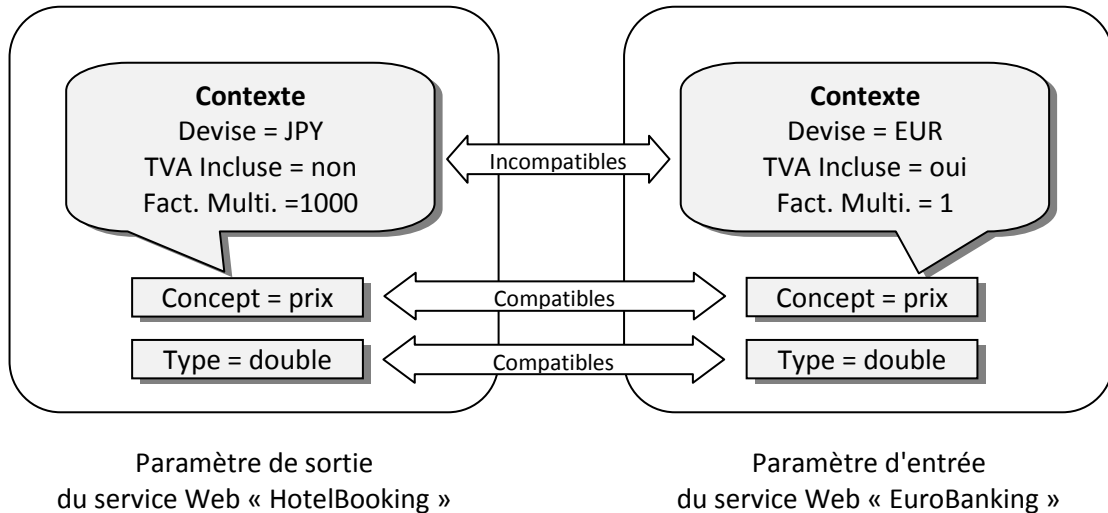 Contexte
Devise = JPY
TVA Incluse = non
Fact. Multi. =1000
Incompatibles
Contexte
Devise = EUR
TVA Incluse = oui
Fact. Multi. = 1
Concept = prix
Compatibles
Concept = prix
Type = double
Compatibles
Type = double
Paramètre de sortie
du service Web « HotelBooking »
Paramètre d'entrée
du service Web « EuroBanking »